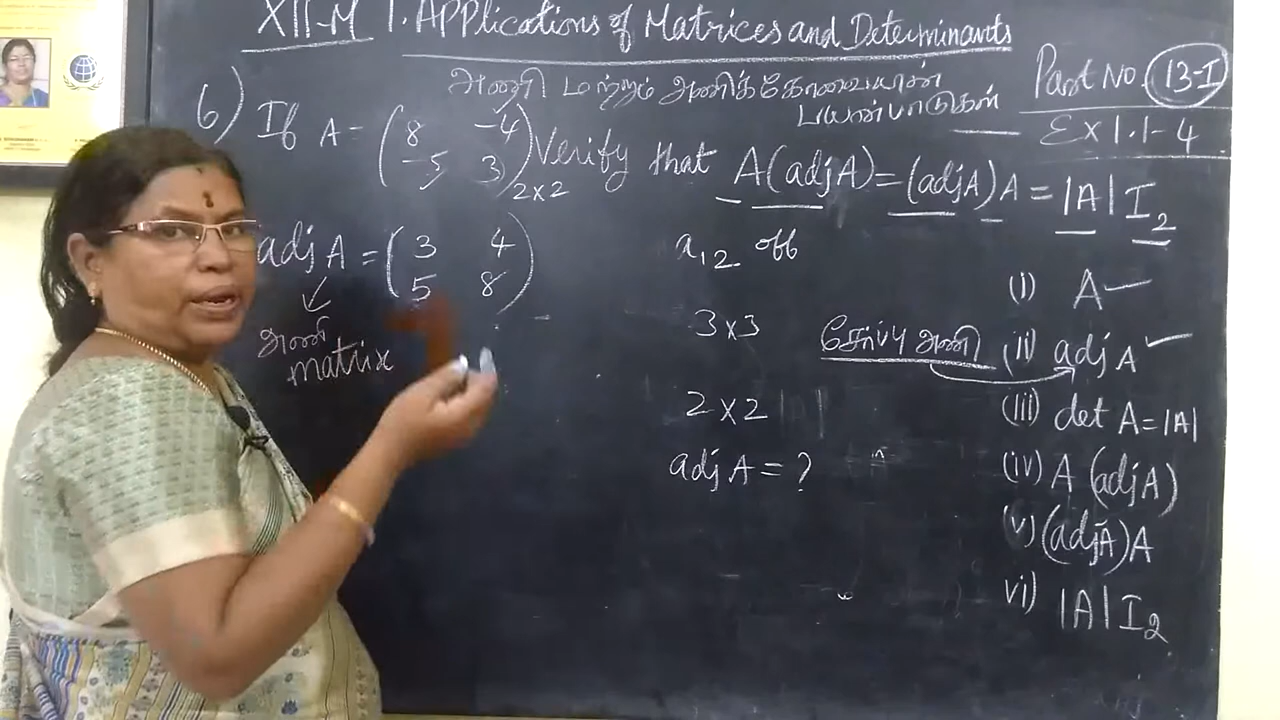 XII-M 1. Applications of Matrices and Determinants
அணி மற்றும் அணிக்கோவையின்
பயன்பாடுகள்
Part No. 13-I
Ex 1.1-4
6) If A = (8 -4
-5 3) 2x2 Verify that A(adjA) = (adjA)A = |A| I2
adj A = (3 4
5 8)
அணி
matrix
a12 off
3x3
2x2
adj A = ?
சேர்ப்பு அணி
(i) A ✓
(ii) adj A ✓
(iii) det A = |A|
(iv) A (adj A)
(v) (adjA) A
vi) |A| I2